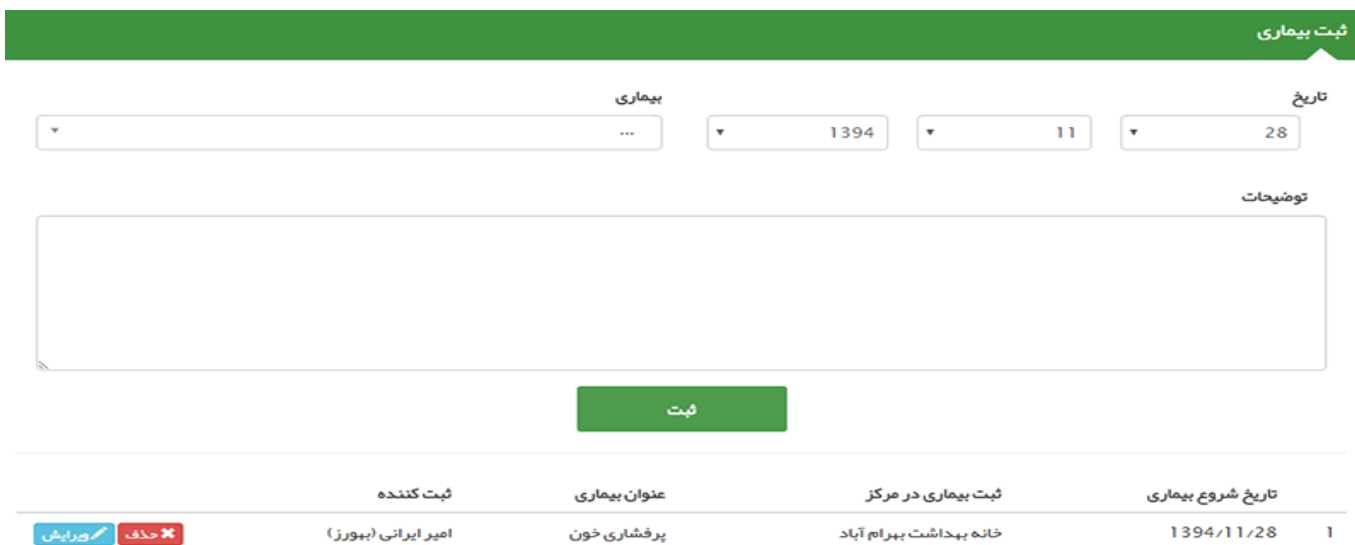 ثبت بیماری
تاریخ بیماری
28 11 1394 ...
توضیحات
ثبت
تاریخ شروع بیماری ثبت بیماری در مرکز عنوان بیماری ثبت کننده
1 1394/11/28 خانه بهداشت بهرام آباد پرفشاری خون امیر ایرانی (بهورز) حذف ویرایش